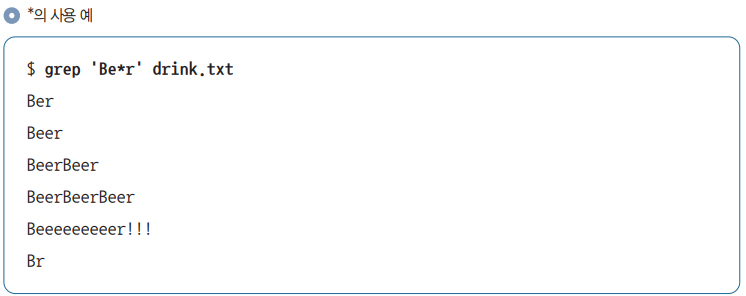 *의 사용 예
$ grep 'Be*r' drink.txt
Ber
Beer
BeerBeer
BeerBeerBeer
Beeeeeeeeer!!!
Br